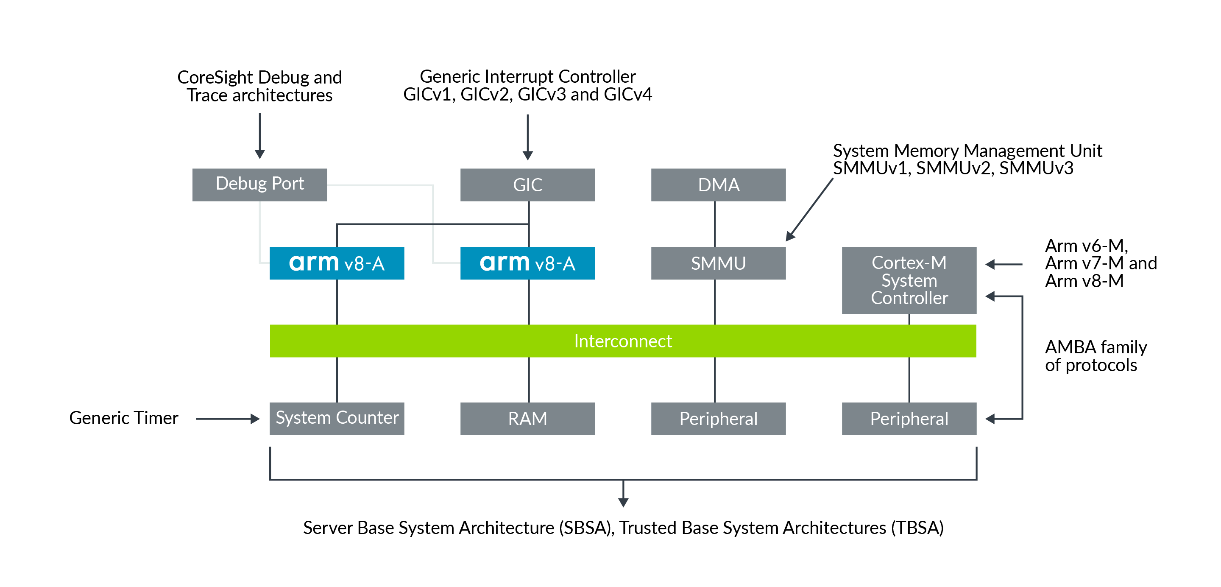 CoreSight Debug and
Trace architectures
Generic Interrupt Controller
GICv1, GICv2, GICv3 and GICv4
System Memory Management Unit
SMMUv1, SMMUv2, SMMUv3
Debug Port
GIC
DMA
arm v8-A
arm v8-A
SMMU
Cortex-M
System
Controller
Arm v6-M,
Arm v7-M and
Arm v8-M
Interconnect
AMBA family
of protocols
Generic Timer
System Counter
RAM
Peripheral
Peripheral
Server Base System Architecture (SBSA), Trusted Base System Architectures (TBSA)